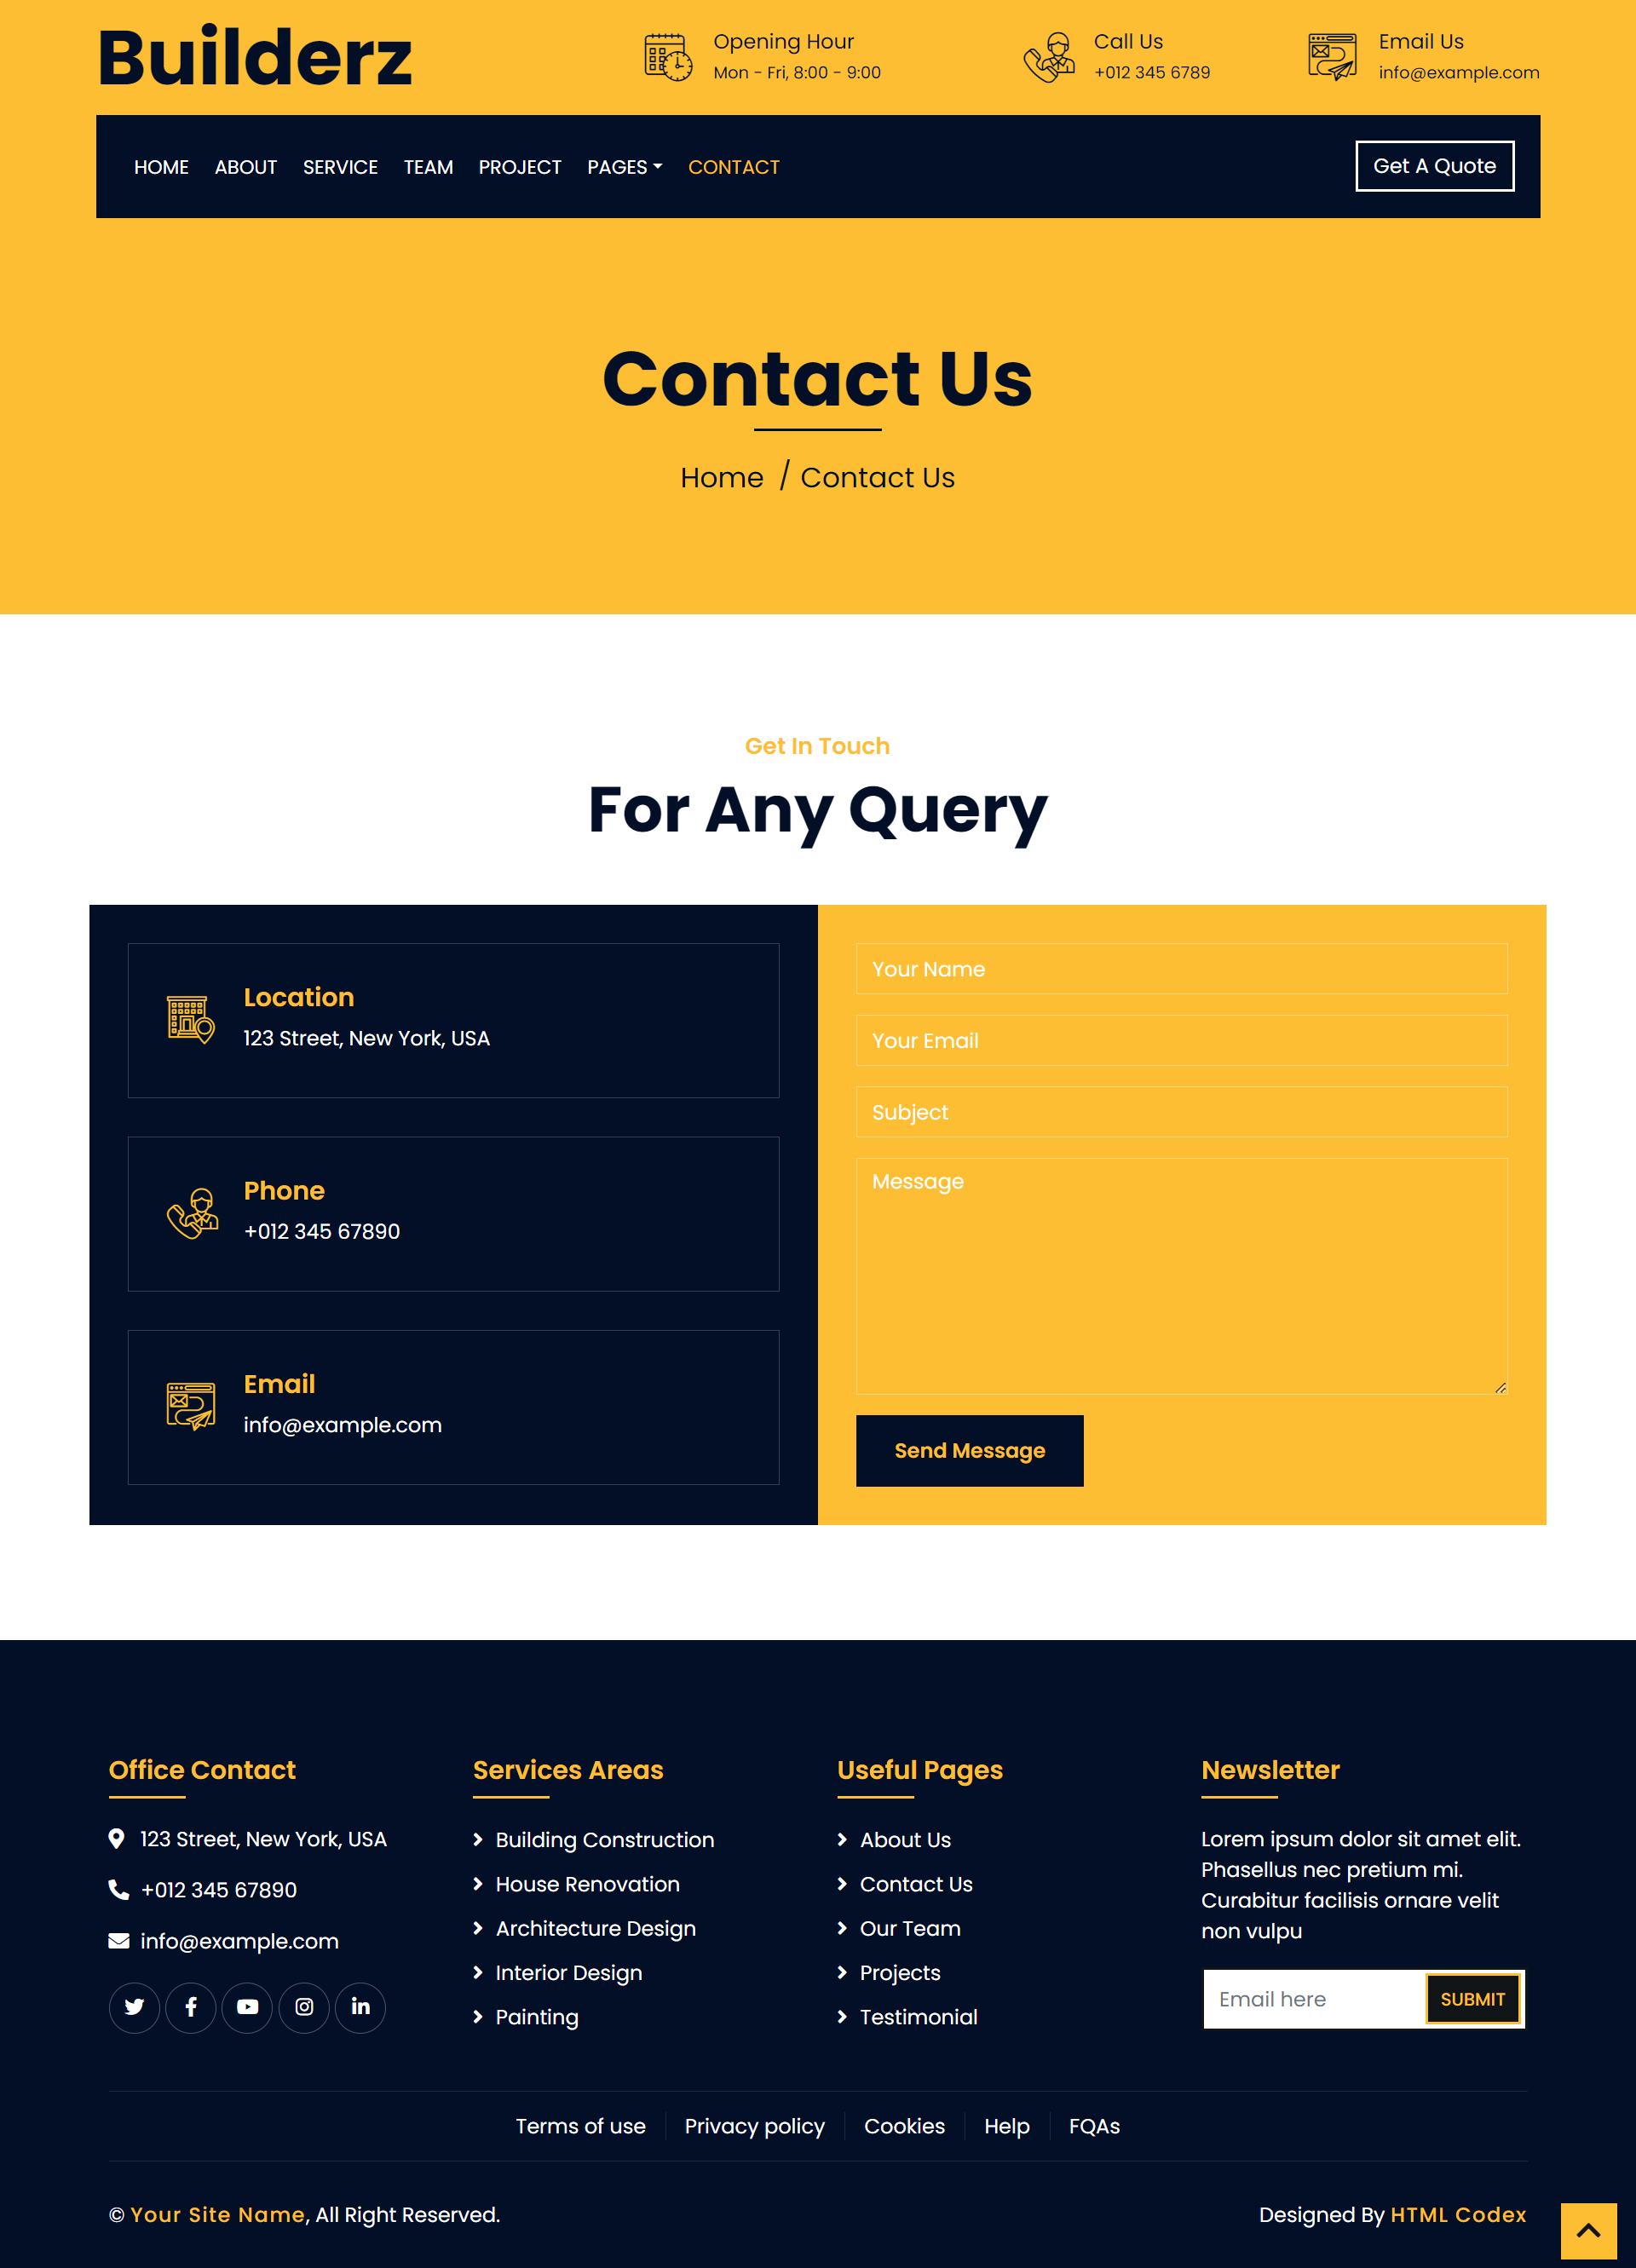 Builderz
Opening Hour
Mon - Fri, 8:00 - 9:00
Call Us
+012 345 6789
Email Us
info@example.com
HOME ABOUT SERVICE TEAM PROJECT PAGES CONTACT
Get A Quote
Contact Us
Home / Contact Us
Get In Touch
For Any Query
Location
123 Street, New York, USA
Phone
+012 345 67890
Email
info@example.com
Your Name
Your Email
Subject
Message
Send Message
Office Contact
123 Street, New York, USA
+012 345 67890
info@example.com
Services Areas
Building Construction
House Renovation
Architecture Design
Interior Design
Painting
Useful Pages
About Us
Contact Us
Our Team
Projects
Testimonial
Newsletter
Lorem ipsum dolor sit amet elit.
Phasellus nec pretium mi.
Curabitur facilisis ornare velit
non vulpu
Email here
SUBMIT
Terms of use Privacy policy Cookies Help FQAs
© Your Site Name, All Right Reserved.
Designed By HTML Codex